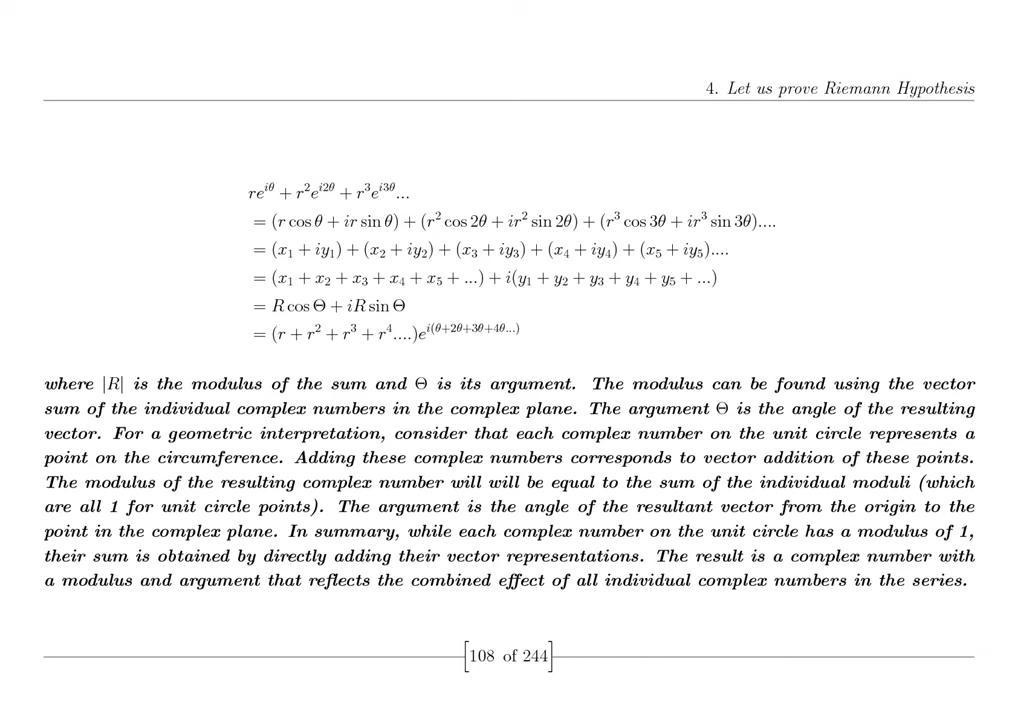 4. Let us prove Riemann Hypothesis
re^{iθ} + r^2e^{i2θ} + r^3e^{i3θ}...
= (r cos θ + ir sin θ) + (r^2 cos 2θ + ir^2 sin 2θ) + (r^3 cos 3θ + ir^3 sin 3θ)....
= (x_1 + iy_1) + (x_2 + iy_2) + (x_3 + iy_3) + (x_4 + iy_4) + (x_5 + iy_5)....
= (x_1 + x_2 + x_3 + x_4 + x_5 + ...) + i(y_1 + y_2 + y_3 + y_4 + y_5 + ...)
= R cos Θ + iR sin Θ
= (r + r^2 + r^3 + r^4....)e^{i(θ+2θ+3θ+4θ...)}
where |R| is the modulus of the sum and Θ is its argument. The modulus can be found using the vector
sum of the individual complex numbers in the complex plane. The argument Θ is the angle of the resulting
vector. For a geometric interpretation, consider that each complex number on the unit circle represents a
point on the circumference. Adding these complex numbers corresponds to vector addition of these points.
The modulus of the resulting complex number will will be equal to the sum of the individual moduli (which
are all 1 for unit circle points). The argument is the angle of the resultant vector from the origin to the
point in the complex plane. In summary, while each complex number on the unit circle has a modulus of 1,
their sum is obtained by directly adding their vector representations. The result is a complex number with
a modulus and argument that reflects the combined effect of all individual complex numbers in the series.
[108 of 244]